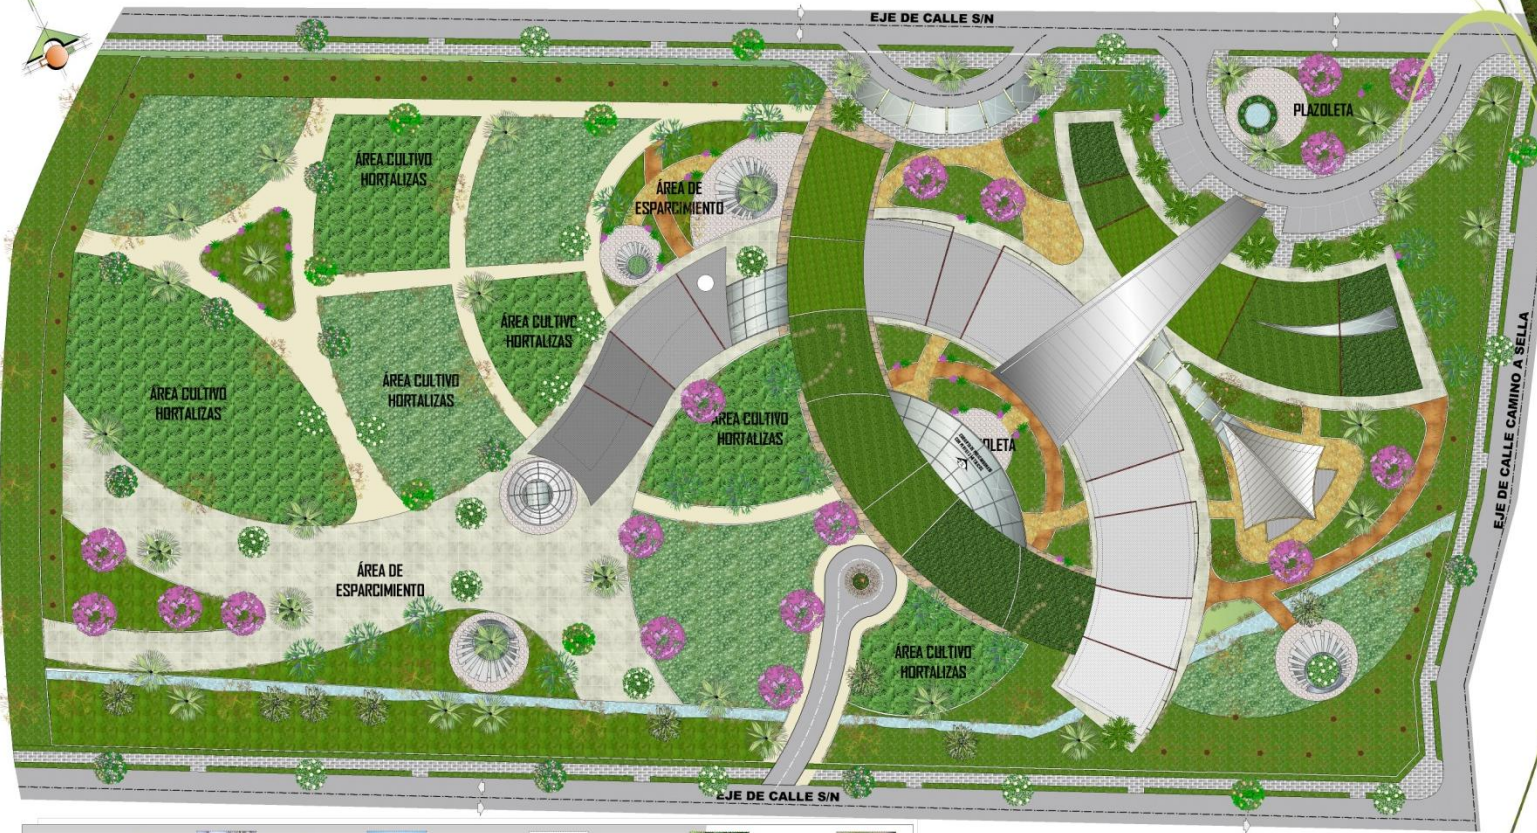 EJE DE CALLE S/N
PLAZOLETA
ÁREA CULTIVO
HORTALIZAS
ÁREA DE
ESPARCIMIENTO
ÁREA CULTIVO
HORTALIZAS
ÁREA CULTIVO
HORTALIZAS
ÁREA CULTIVO
HORTALIZAS
ÁREA CULTIVO
HORTALIZAS
OLETA
EJE DE CALLE CAMINO A SELLA
ÁREA DE
ESPARCIMIENTO
ÁREA CULTIVO
HORTALIZAS
EJE DE CALLE S/N